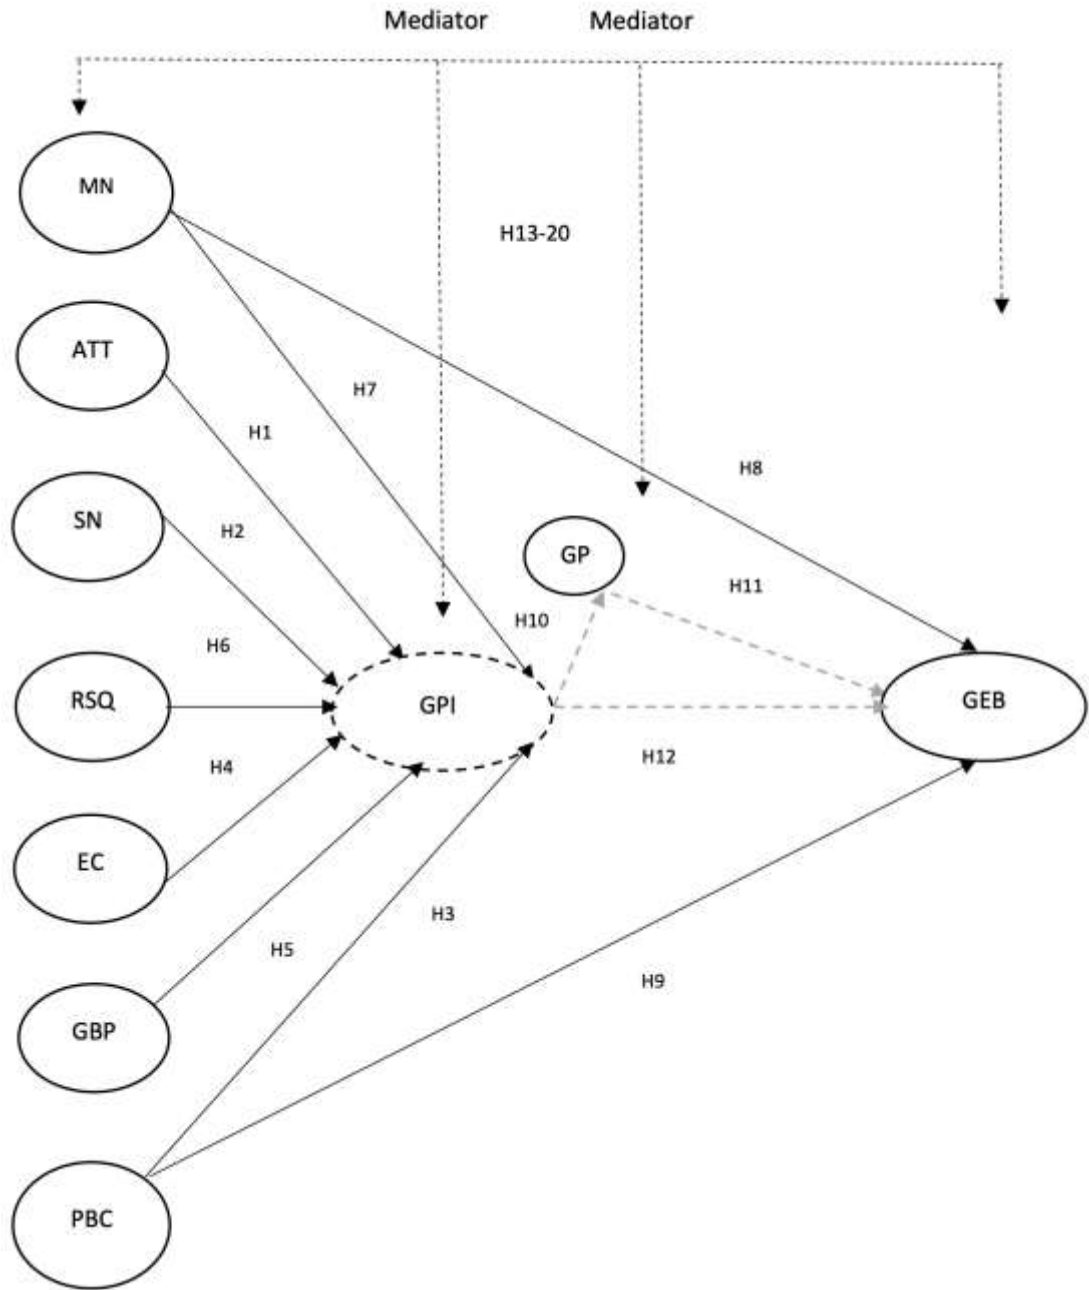 Mediator Mediator
MN
H13-20
ATT
H7
H1
H8
SN
H2
GP
H11
H10
H6
RSQ
GPI
GEB
H12
H4
EC
H3
H5
H9
GBP
PBC